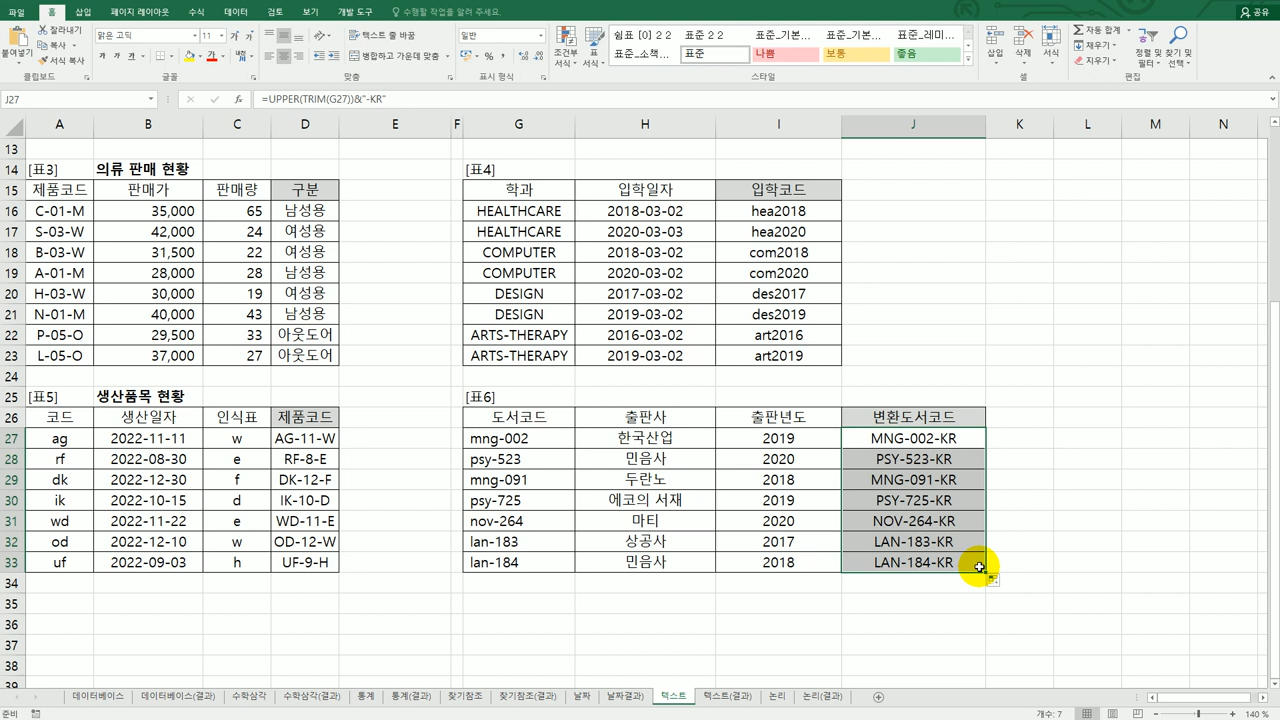 파일 홈 삽입 페이지 레이아웃 수식 데이터 검토 보기 개발 도구 수행할 작업을 알려 주세요. 공유
잘라내기 맑은 고딕 11 텍스트 줄 바꿈 일반 쉼표 [0] 2 2 표준 2 2 표준_기본... 표준_기본... 표준_레미... 자동 합계
붙여넣기 복사 조건부 서식 표 서식 삽입 삭제 서식 채우기 정렬 및 필터 찾기 및 선택
서식 복사 가 가 가 가 가 병합하고 가운데 맞춤 % 표준_소책... 표준 나쁨 보통 좋음 지우기
클립보드 글꼴 맞춤 표시 형식 스타일 셀 편집
J27 fx =UPPER(TRIM(G27))&"-KR"
A B C D E F G H I J K L M N
13
14 [표3] 의류 판매 현황 [표4]
15 제품코드 판매가 판매량 구분 학과 입학일자 입학코드
16 C-01-M 35,000 65 남성용 HEALTHCARE 2018-03-02 hea2018
17 S-03-W 42,000 24 여성용 HEALTHCARE 2020-03-03 hea2020
18 B-03-W 31,500 22 여성용 COMPUTER 2018-03-02 com2018
19 A-01-M 28,000 28 남성용 COMPUTER 2020-03-02 com2020
20 H-03-W 30,000 19 여성용 DESIGN 2017-03-02 des2017
21 N-01-M 40,000 43 남성용 DESIGN 2019-03-02 des2019
22 P-05-O 29,500 33 아웃도어 ARTS-THERAPY 2016-03-02 art2016
23 L-05-O 37,000 27 아웃도어 ARTS-THERAPY 2019-03-02 art2019
24
25 [표5] 생산품목 현황 [표6]
26 코드 생산일자 인식표 제품코드 도서코드 출판사 출판년도 변환도서코드
27 ag 2022-11-11 w AG-11-W mng-002 한국산업 2019 MNG-002-KR
28 rf 2022-08-30 e RF-8-E psy-523 민음사 2020 PSY-523-KR
29 dk 2022-12-30 f DK-12-F mng-091 두란노 2018 MNG-091-KR
30 ik 2022-10-15 d IK-10-D psy-725 에코의 서재 2019 PSY-725-KR
31 wd 2022-11-22 e WD-11-E nov-264 마티 2020 NOV-264-KR
32 od 2022-12-10 w OD-12-W lan-183 상공사 2017 LAN-183-KR
33 uf 2022-09-03 h UF-9-H lan-184 민음사 2018 LAN-184-KR
34
35
36
37
38
39
데이터베이스 데이터베이스(결과) 수학삼각 수학삼각(결과) 통계 통계(결과) 찾기참조 찾기참조(결과) 날짜 날짜(결과) 텍스트 텍스트(결과) 논리 논리(결과)
준비 개수: 7 140 %